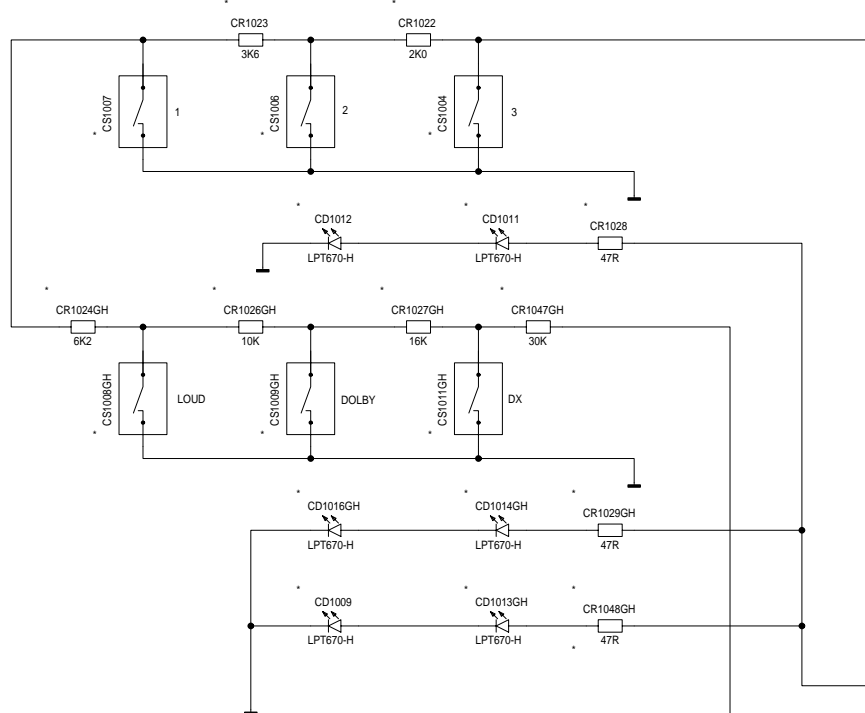 CR1023
CR1022
3K6
2K0
CS1007
1
CS1006
2
CS1004
3
*
*
*
*
*
*
*
*
CD1012
CD1011
CR1028
LPT670-H
LPT670-H
47R
*
*
*
*
CR1024GH
CR1026GH
CR1027GH
CR1047GH
6K2
10K
16K
30K
CS1008GH
LOUD
CS1009GH
DOLBY
CS1011GH
DX
*
*
*
*
*
*
CD1016GH
CD1014GH
CR1029GH
LPT670-H
LPT670-H
47R
*
*
*
CD1009
CD1013GH
CR1048GH
LPT670-H
LPT670-H
47R
*